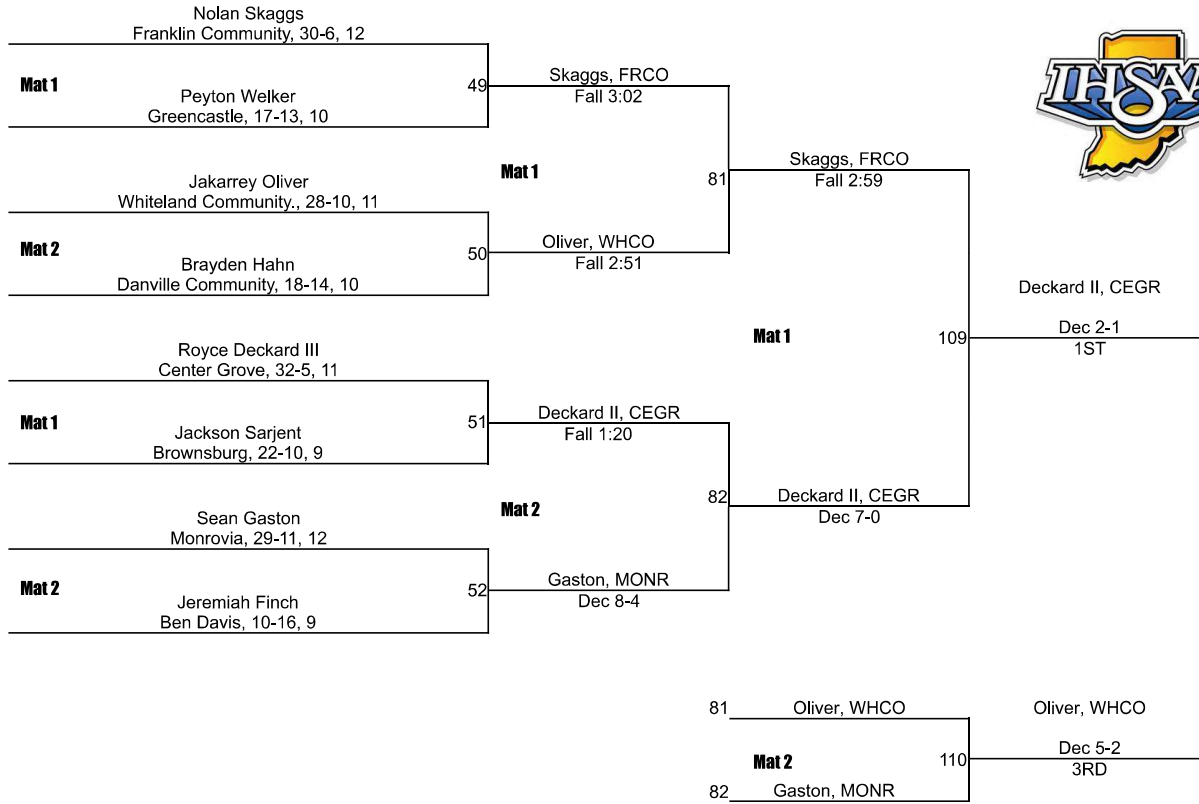 Nolan Skaggs
Franklin Community, 30-6, 12
Mat 1
49
Peyton Welker
Greencastle, 17-13, 10
Skaggs, FRCO
Fall 3:02
Mat 1
81
Jakarrey Oliver
Whiteland Community., 28-10, 11
Mat 2
50
Brayden Hahn
Danville Community, 18-14, 10
Oliver, WHCO
Fall 2:51
Skaggs, FRCO
Fall 2:59
IHSAA
Mat 1
109
Deckard II, CEGR
Dec 2-1
1ST
Royce Deckard III
Center Grove, 32-5, 11
Mat 1
51
Jackson Sarjent
Brownsburg, 22-10, 9
Deckard II, CEGR
Fall 1:20
Mat 2
82
Deckard II, CEGR
Dec 7-0
Sean Gaston
Monrovia, 29-11, 12
Mat 2
52
Jeremiah Finch
Ben Davis, 10-16, 9
Gaston, MONR
Dec 8-4
81
Oliver, WHCO
Mat 2
110
82
Gaston, MONR
Oliver, WHCO
Dec 5-2
3RD